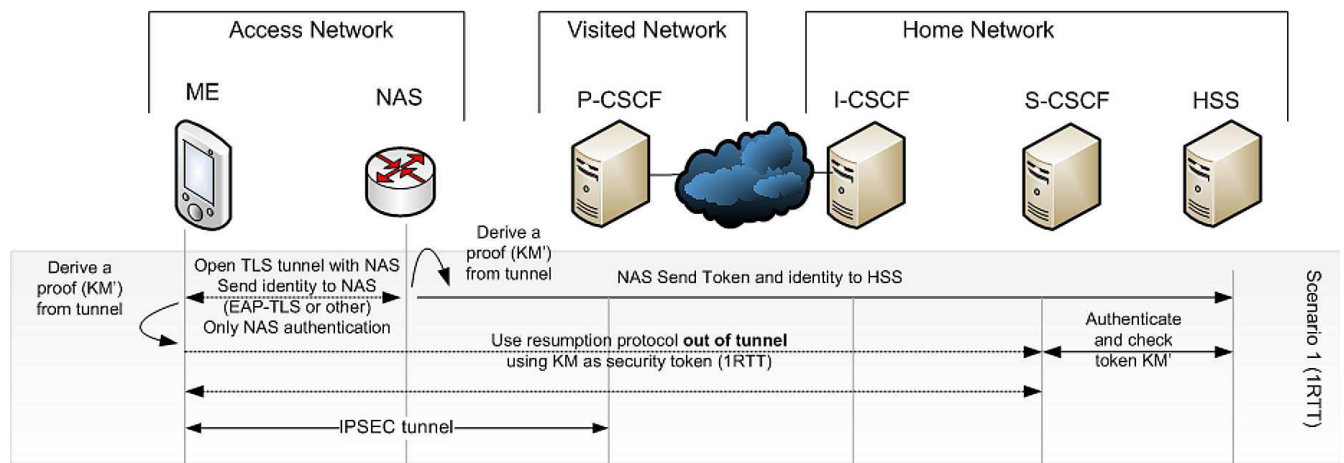 Access Network
Visited Network
Home Network
ME
NAS
P-CSCF
I-CSCF
S-CSCF
HSS
Derive a
proof (KM')
from tunnel
Open TLS tunnel with NAS
Send identity to NAS
(EAP-TLS or other)
Only NAS authentication
Derive a
proof (KM')
from tunnel
NAS Send Token and identity to HSS
Use resumption protocol out of tunnel
using KM as security token (1RTT)
Authenticate
and check
token KM'
IPSEC tunnel
Scenario 1 (1RTT)